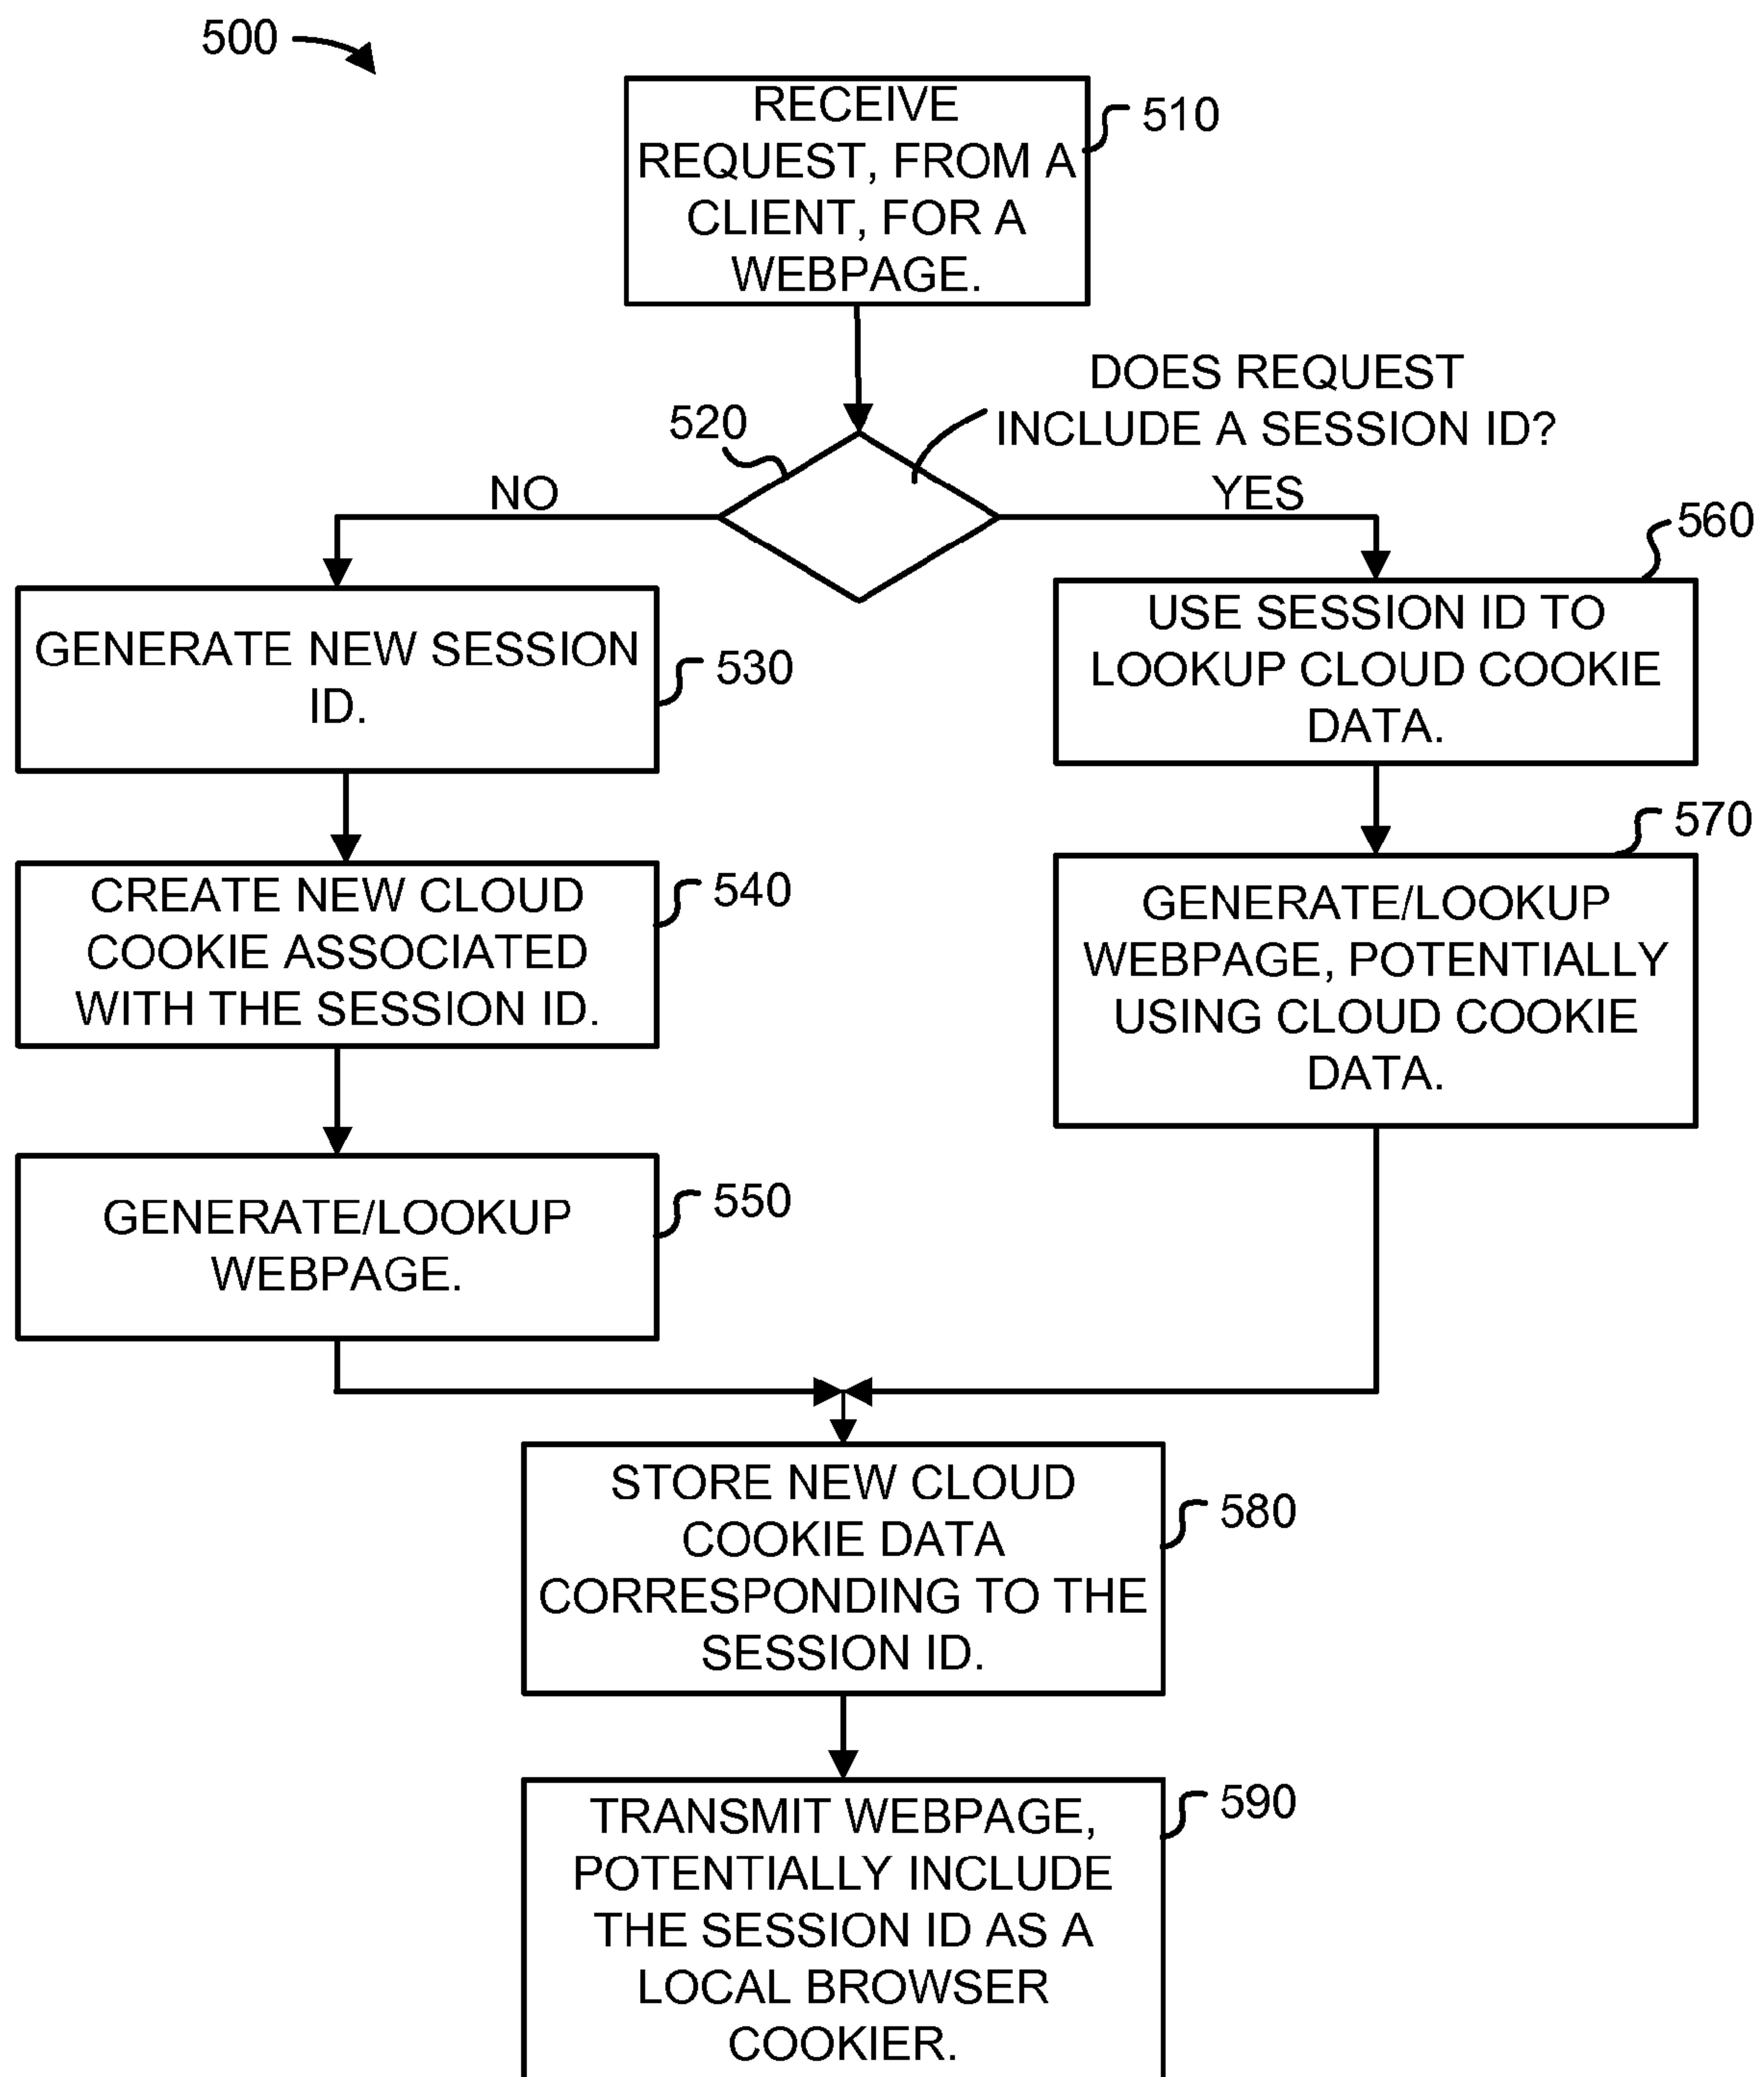 500
RECEIVE
REQUEST, FROM A
CLIENT, FOR A
WEBPAGE.
510
DOES REQUEST
INCLUDE A SESSION ID?
520
NO
YES
GENERATE NEW SESSION
ID.
530
560
USE SESSION ID TO
LOOKUP CLOUD COOKIE
DATA.
CREATE NEW CLOUD
COOKIE ASSOCIATED
WITH THE SESSION ID.
540
570
GENERATE/LOOKUP
WEBPAGE, POTENTIALLY
USING CLOUD COOKIE
DATA.
GENERATE/LOOKUP
WEBPAGE.
550
STORE NEW CLOUD
COOKIE DATA
CORRESPONDING TO THE
SESSION ID.
580
TRANSMIT WEBPAGE,
POTENTIALLY INCLUDE
THE SESSION ID AS A
LOCAL BROWSER
COOKIER.
590